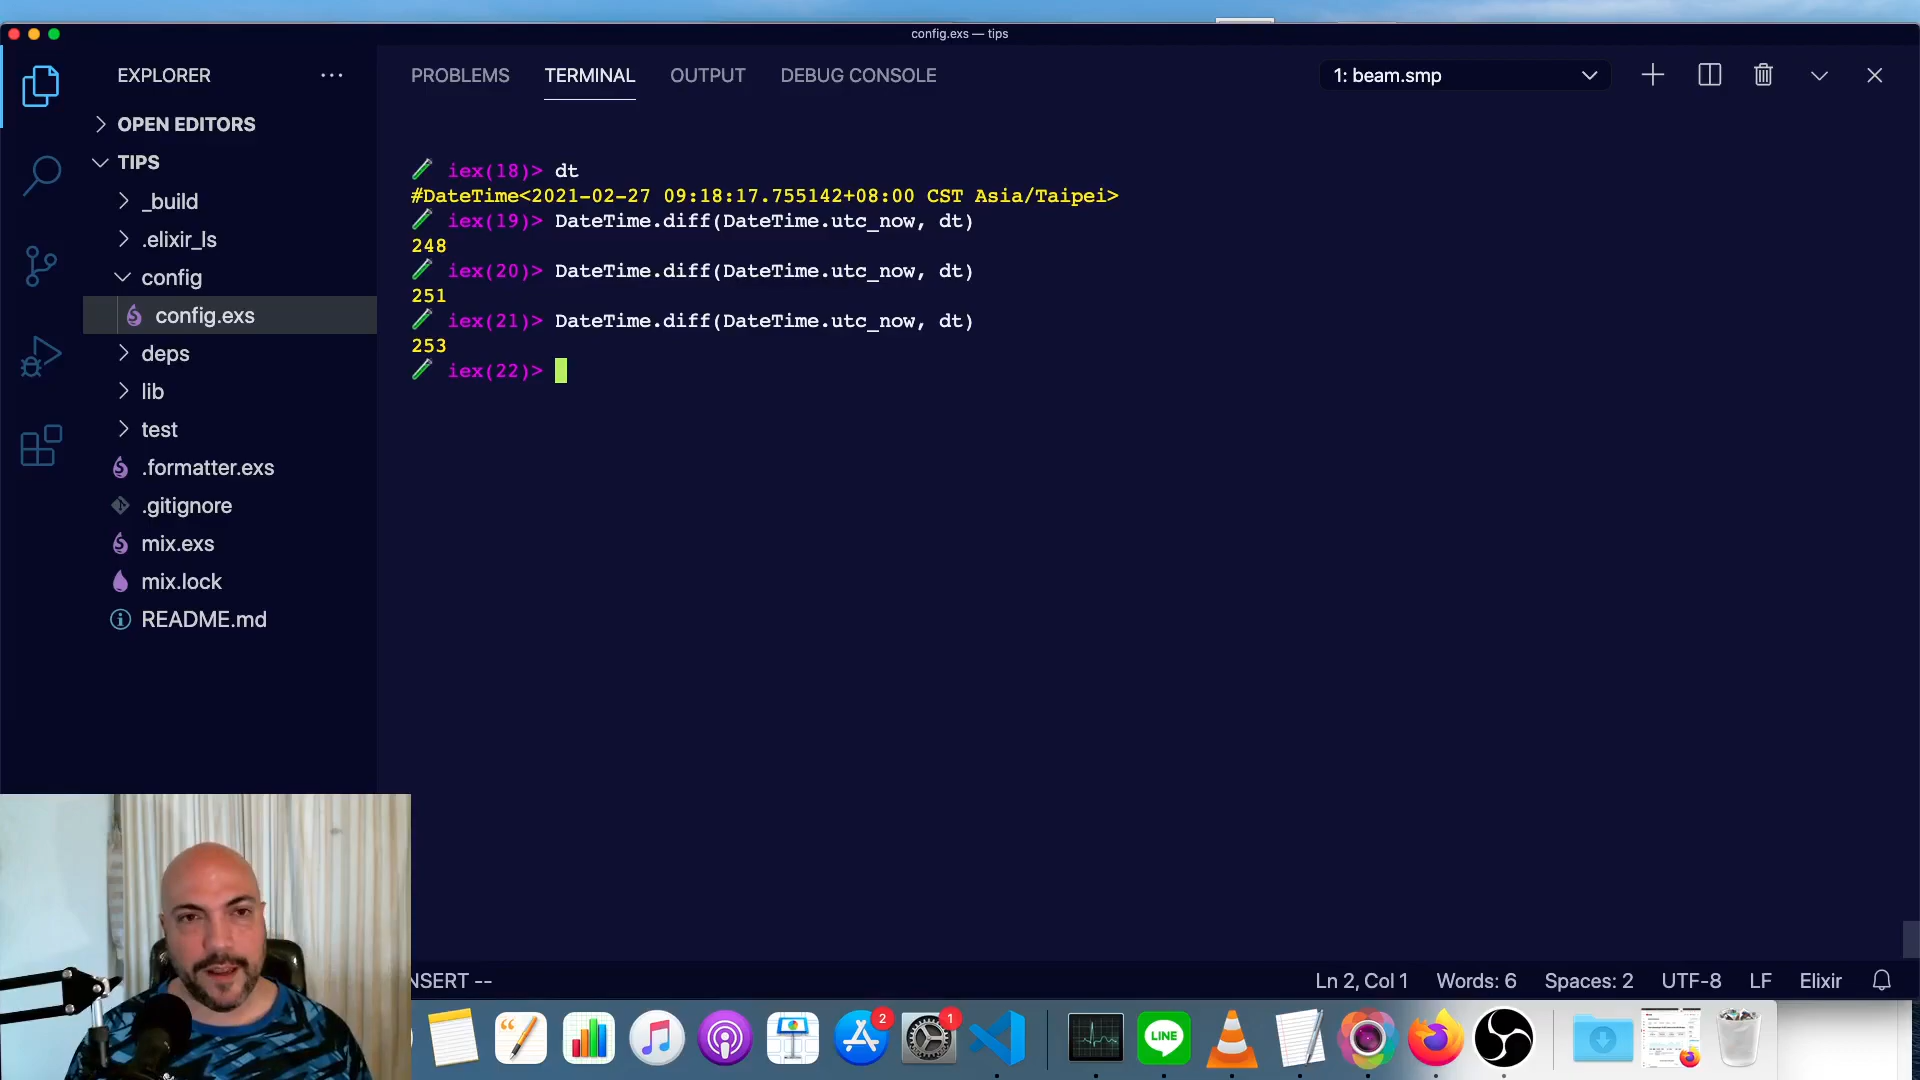 config.exs — tips
EXPLORER
OPEN EDITORS
TIPS
_build
.elixir_ls
config
config.exs
deps
lib
test
.formatter.exs
.gitignore
mix.exs
mix.lock
README.md
PROBLEMS TERMINAL OUTPUT DEBUG CONSOLE
1: beam.smp
iex(18)> dt
#DateTime<2021-02-27 09:18:17.755142+08:00 CST Asia/Taipei>
iex(19)> DateTime.diff(DateTime.utc_now, dt)
248
iex(20)> DateTime.diff(DateTime.utc_now, dt)
251
iex(21)> DateTime.diff(DateTime.utc_now, dt)
253
iex(22)>
NSERT --
Ln 2, Col 1 Words: 6 Spaces: 2 UTF-8 LF Elixir
2
1
LINE